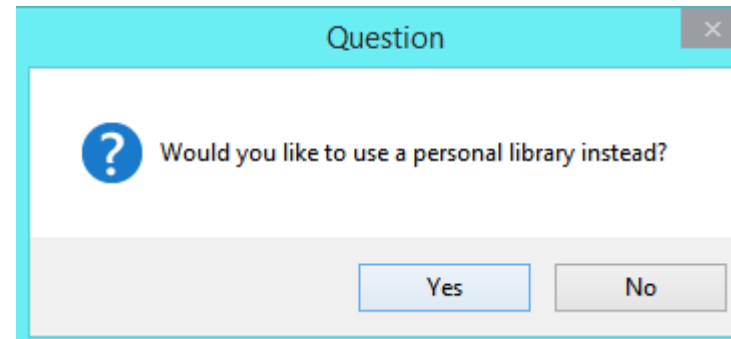 Question
Would you like to use a personal library instead?
Yes
No